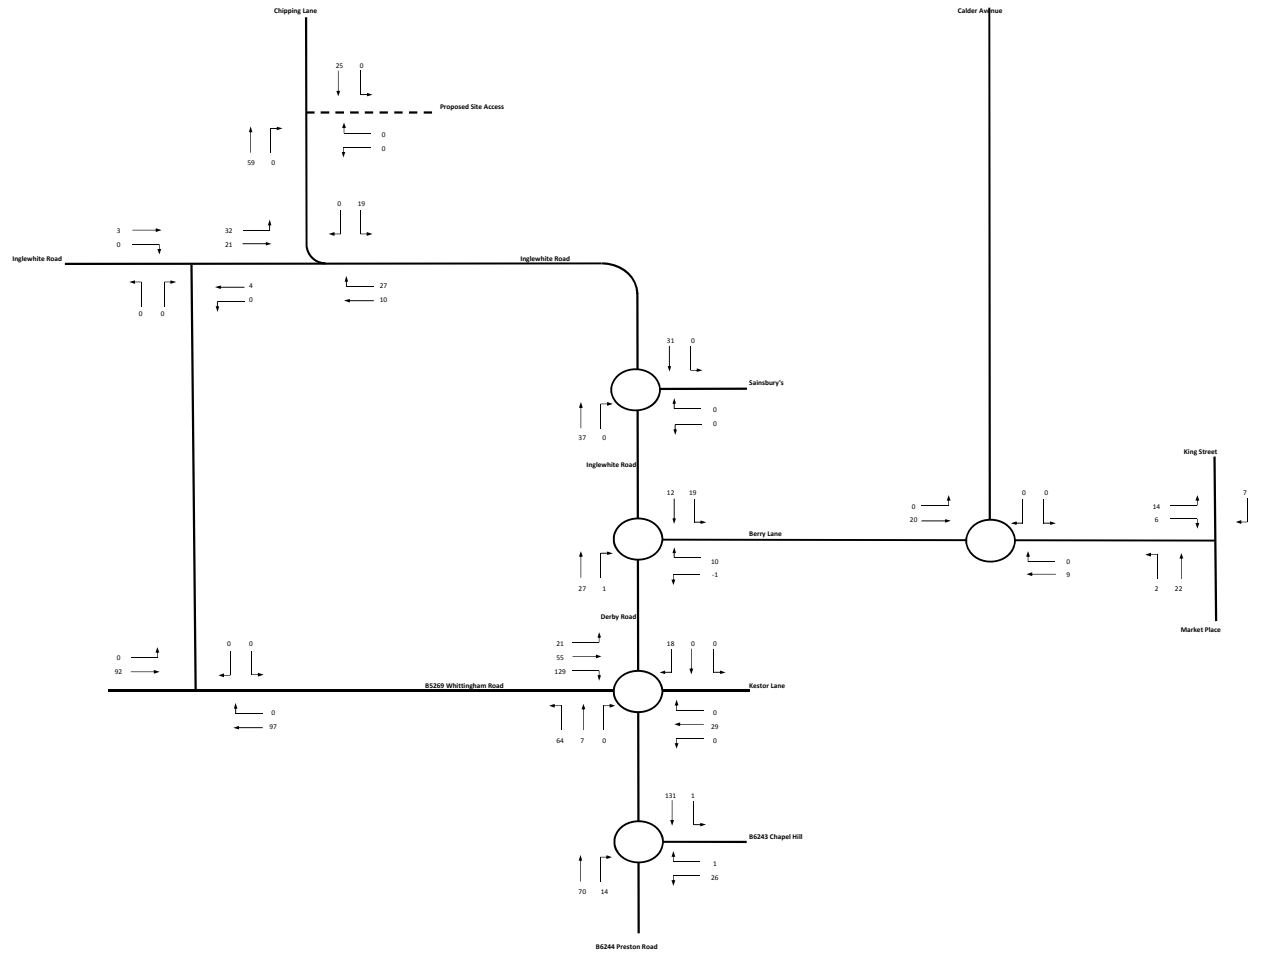 Chipping Lane
Calder Avenue
25 0
Proposed Site Access
0
0
59 0
0 19
3
0
32
21
Inglewhite Road
Inglewhite Road
4
0
27
10
0 0
31 0
Sainsbury's
0
0
37 0
Inglewhite Road
King Street
12 19
0
20
0 0
14
6
7
Berry Lane
10
-1
0
9
27 1
2 22
Derby Road
Market Place
0
92
0 0
21
55
129
18 0 0
B5269 Whittingham Road
Kestor Lane
0
97
0
29
0
64 7 0
131 1
B6243 Chapel Hill
1
26
70 14
B6244 Preston Road